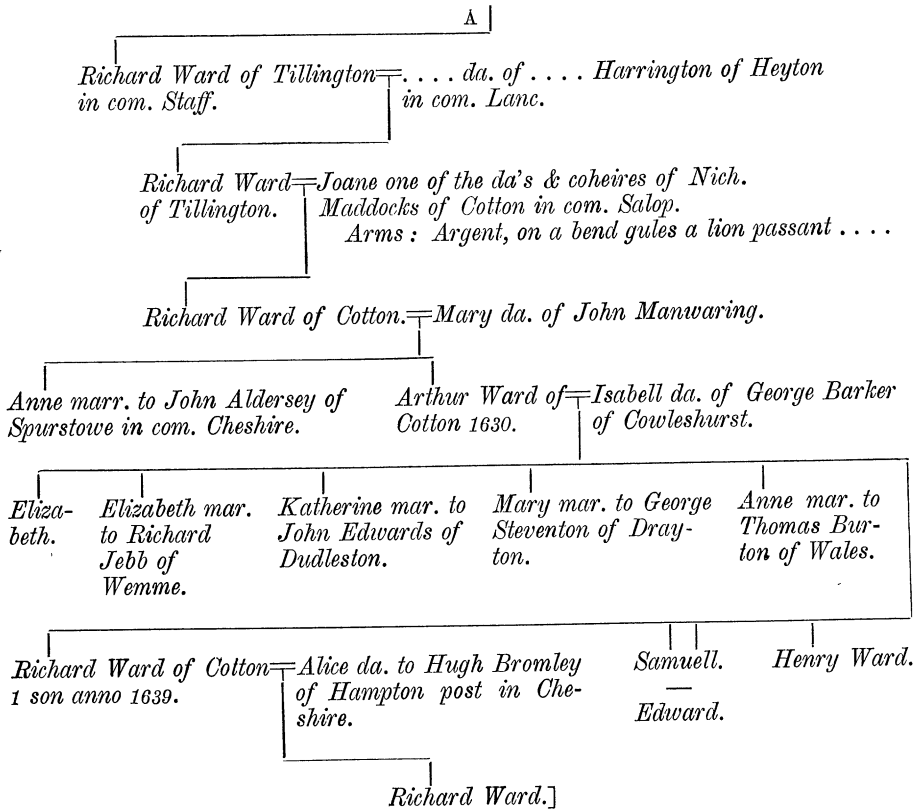 A
Richard Ward of Tillington=. . . . da. of . . . . Harrington of Heyton
in com. Staff. in com. Lanc.
Richard Ward=Joane one of the da's & coheires of Nich.
of Tillington. Maddocks of Cotton in com. Salop.
Arms : Argent, on a bend gules a lion passant . . . .
Richard Ward of Cotton.=Mary da. of John Manwaring.
Anne marr. to John Aldersey of
Spurstowe in com. Cheshire.
Arthur Ward of=Isabell da. of George Barker
Cotton 1630. of Cowleshurst.
Eliza-
beth.
Elizabeth mar.
to Richard
Jebb of
Wemme.
Katherine mar. to
John Edwards of
Dudleston.
Mary mar. to George
Steventon of Dray-
ton.
Anne mar. to
Thomas Bur-
ton of Wales.
Richard Ward of Cotton=Alice da. to Hugh Bromley
1 son anno 1639. of Hampton post in Che-
shire.
Samuell.
—
Edward.
Henry Ward.
Richard Ward.]